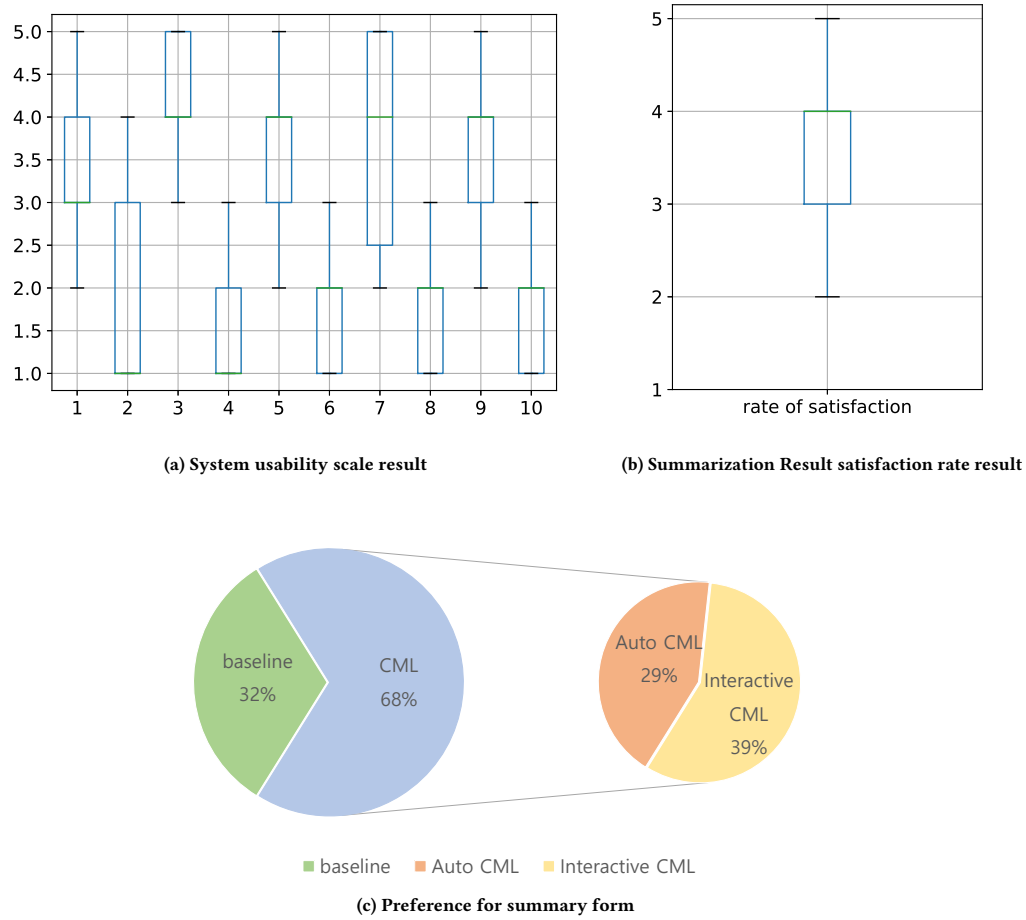 5.0
4.5
4.0
3.5
3.0
2.5
2.0
1.5
1.0
1 2 3 4 5 6 7 8 9 10
(a) System usability scale result
5
4
3
2
1
rate of satisfaction
(b) Summarization Result satisfaction rate result
baseline
32%
CML
68%
Auto CML
29%
Interactive
CML
39%
baseline Auto CML Interactive CML
(c) Preference for summary form